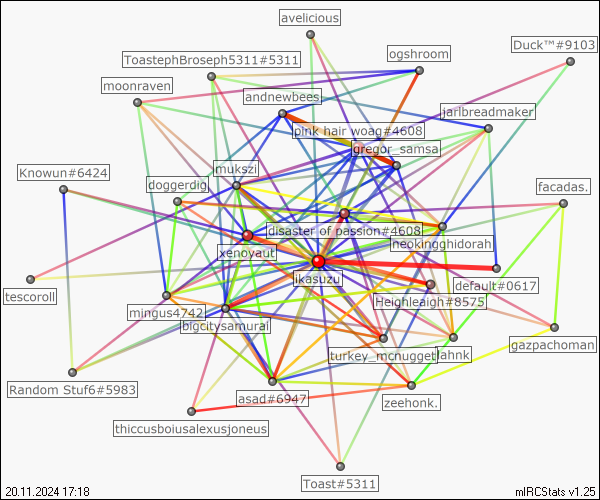 avelicious
Duck™#9103
ToastephBroseph5311#5311
ogshroom
moonraven
andnewbees
jarlbreadmaker
pink hair woag#4608
gregor_samsa
Knowun#6424
mukszi
doggerdig
facadas.
disaster of passion#4608
neokingghidorah
xenoyaut
ikasuzu
default#0617
tescoroll
Heighleaigh#8575
mingus4742
bigcitysamurai
gazpachoman
turkey_mcnugget
lahnk
Random Stuf6#5983
asad#6947
zeehonk.
thiccusboiusalexusjoneus
Toast#5311
20.11.2024 17:18
mIRCStats v1.25